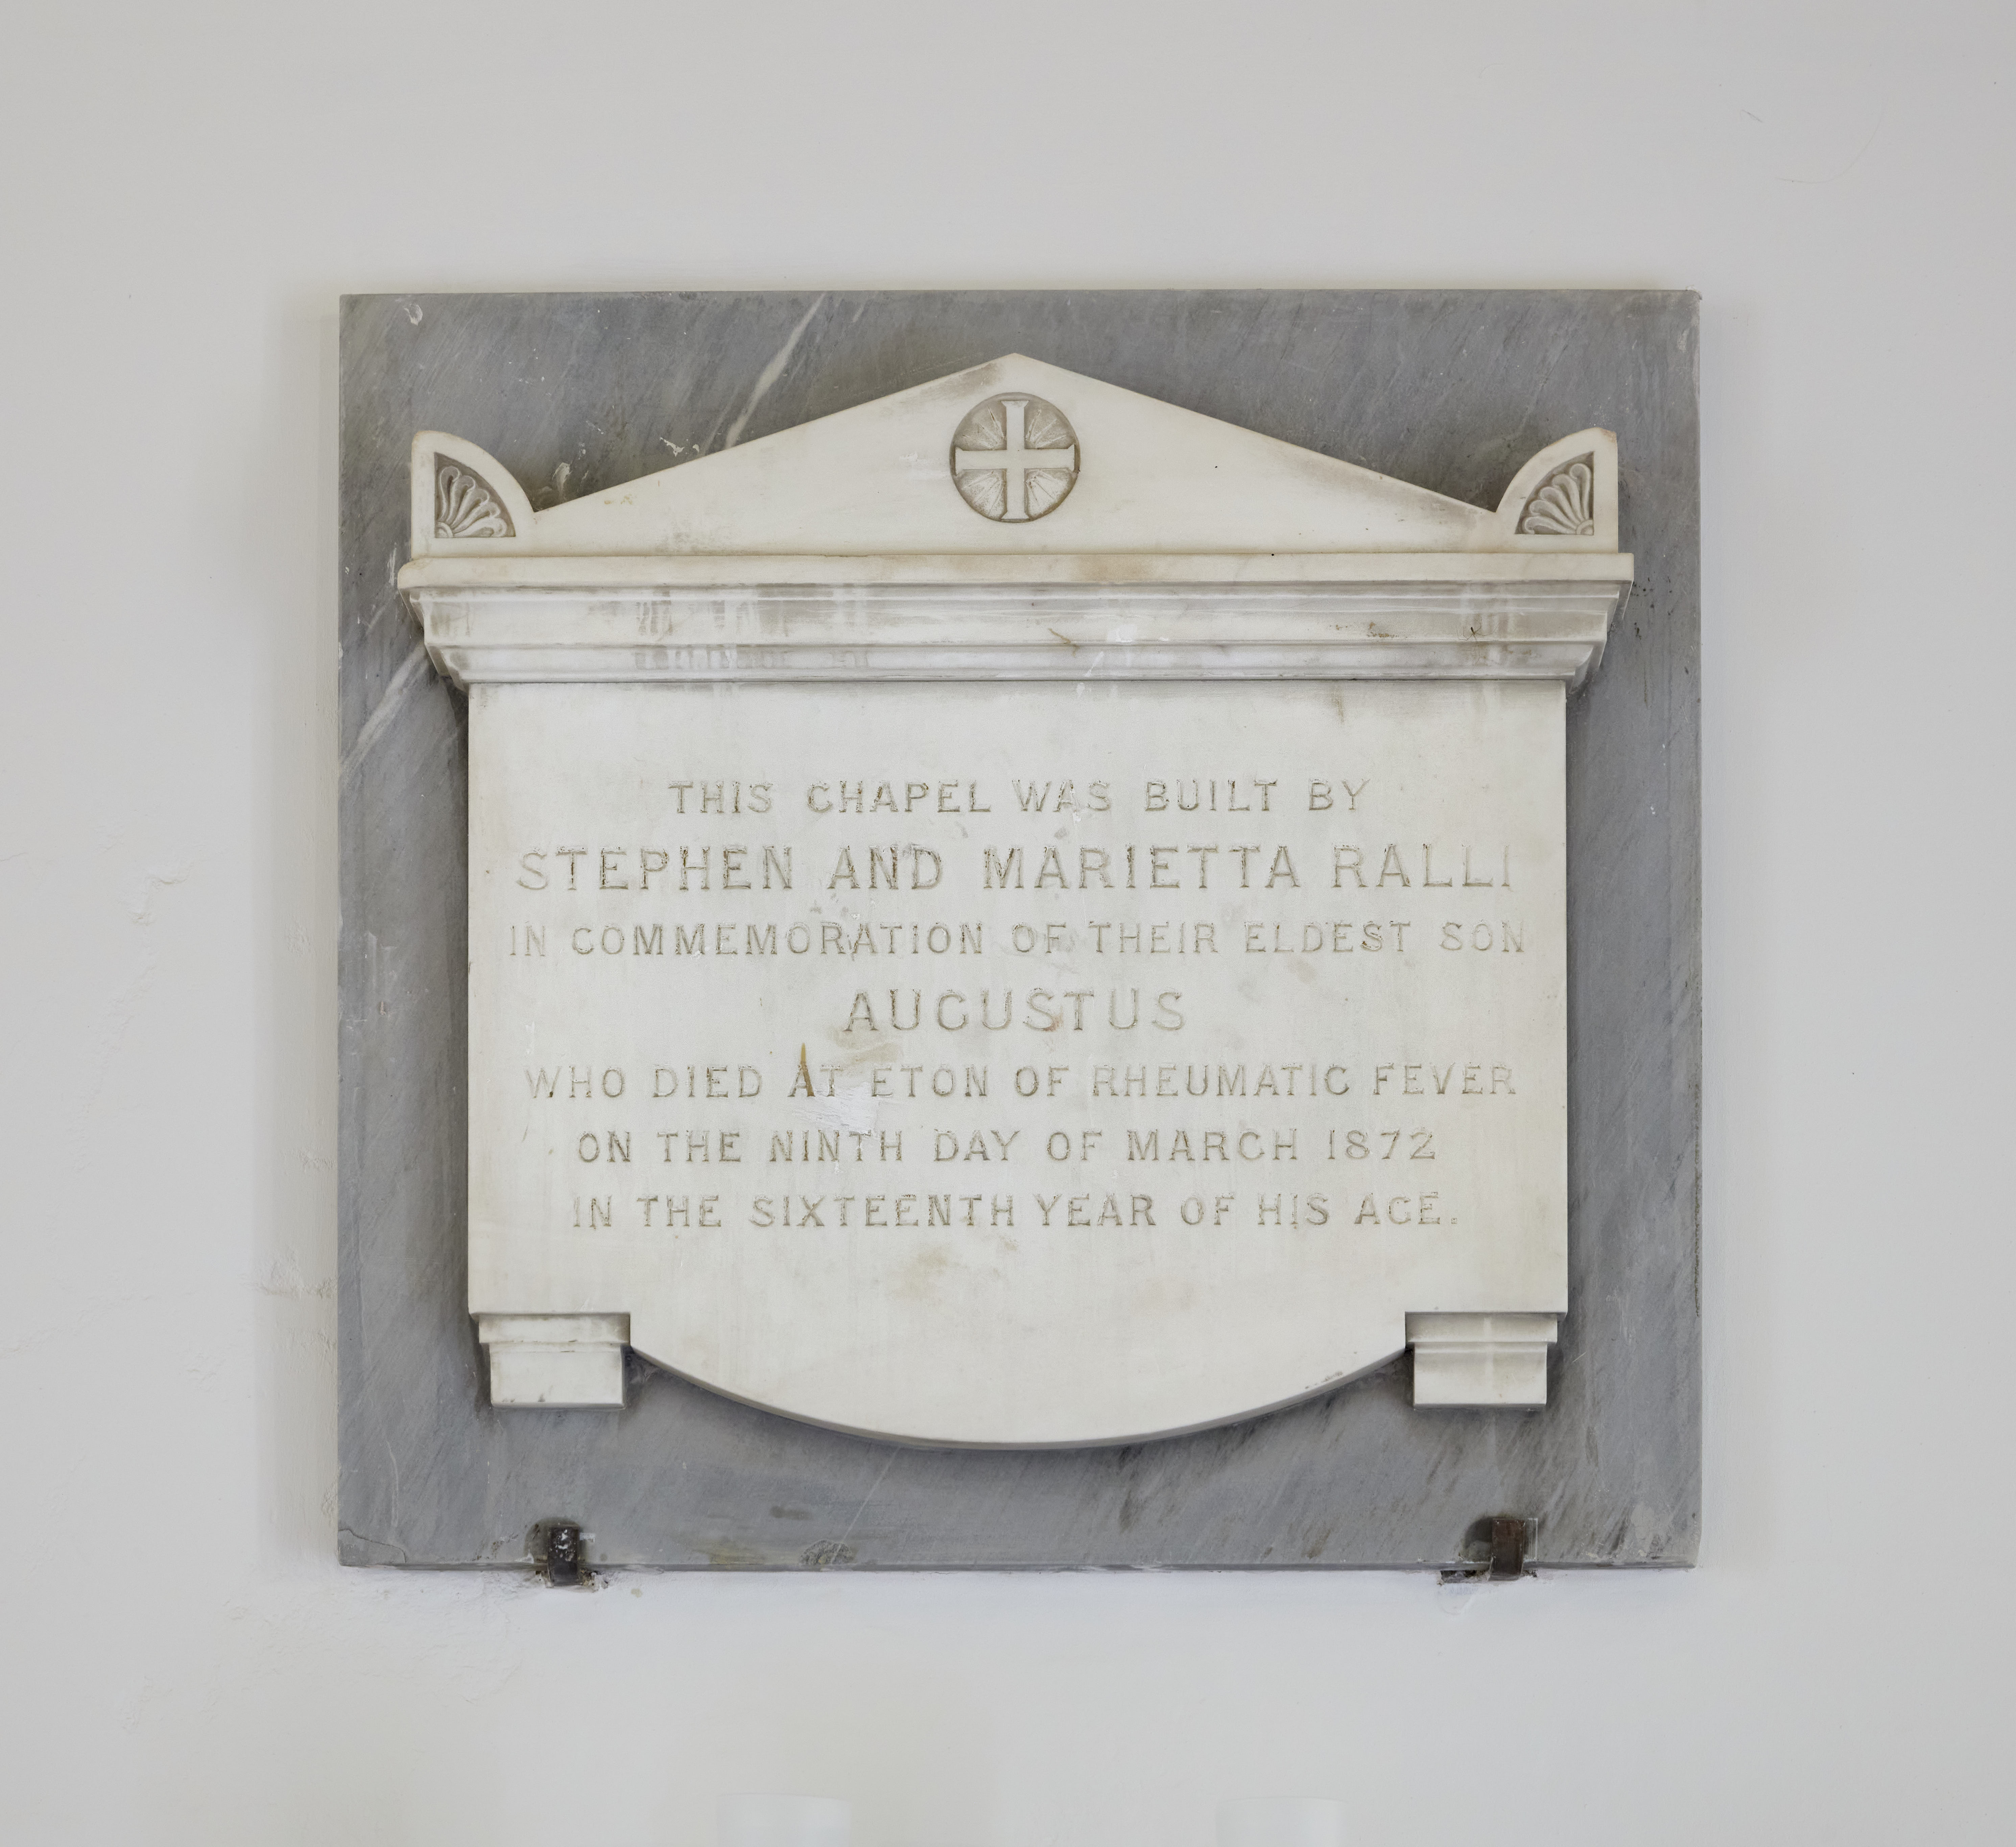 THIS CHAPEL WAS BUILT BY
STEPHEN AND MARIETTA RALLI
IN COMMEMORATION OF THEIR ELDEST SON
AUGUSTUS
WHO DIED AT ETON OF RHEUMATIC FEVER
ON THE NINTH DAY OF MARCH 1872
IN THE SIXTEENTH YEAR OF HIS AGE.